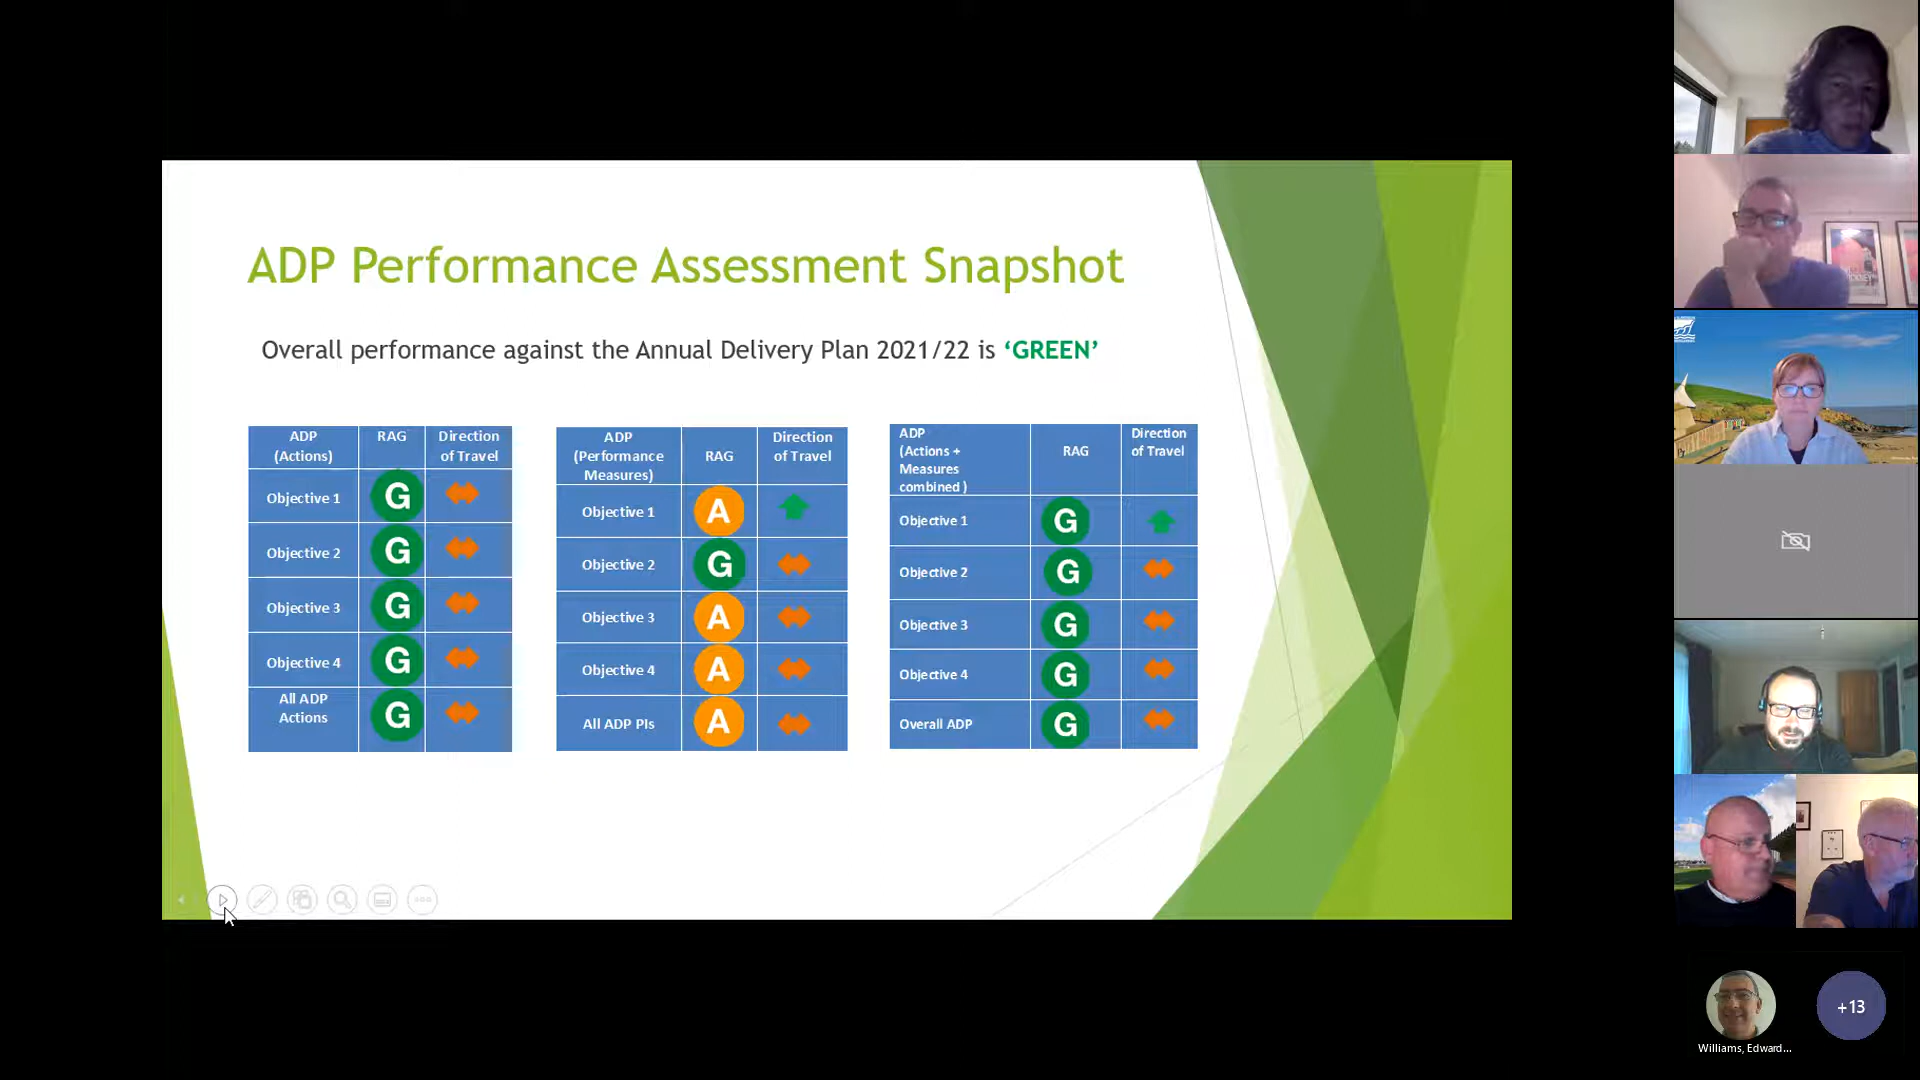 ADP Performance Assessment Snapshot
Overall performance against the Annual Delivery Plan 2021/22 is ‘GREEN’
ADP
(Actions)
RAG
Direction
of Travel
Objective 1
G
Objective 2
G
Objective 3
G
Objective 4
G
All ADP
Actions
G
ADP
(Performance
Measures)
RAG
Direction
of Travel
Objective 1
A
Objective 2
G
Objective 3
A
Objective 4
A
All ADP PIs
A
ADP
(Actions +
Measures
combined )
RAG
Direction
of Travel
Objective 1
G
Objective 2
G
Objective 3
G
Objective 4
G
Overall ADP
G
+13
Williams, Edward...